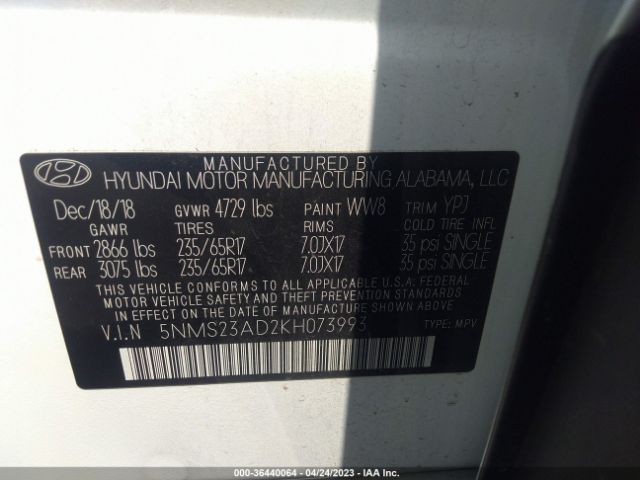 MANUFACTURED BY
HYUNDAI MOTOR MANUFACTURING ALABAMA, LLC
Dec/18/18 GVWR 4729 lbs PAINT WW8 TRIM YPJ
GAWR TIRES RIMS COLD TIRE INFL
FRONT 2866 lbs 235/65R17 7.0JX17 35 psi SINGLE
REAR 3075 lbs 235/65R17 7.0JX17 35 psi SINGLE
THIS VEHICLE CONFORMS TO ALL APPLICABLE U.S.A. FEDERAL
MOTOR VEHICLE SAFETY, BUMPER, AND THEFT PREVENTION STANDARDS
IN EFFECT ON THE DATE OF MANUFACTURE SHOWN ABOVE.
V.I.N 5NMS23AD2KH073993 TYPE: MPV
Stock #: 36440064 - 04/24/2023 - IAA Inc.